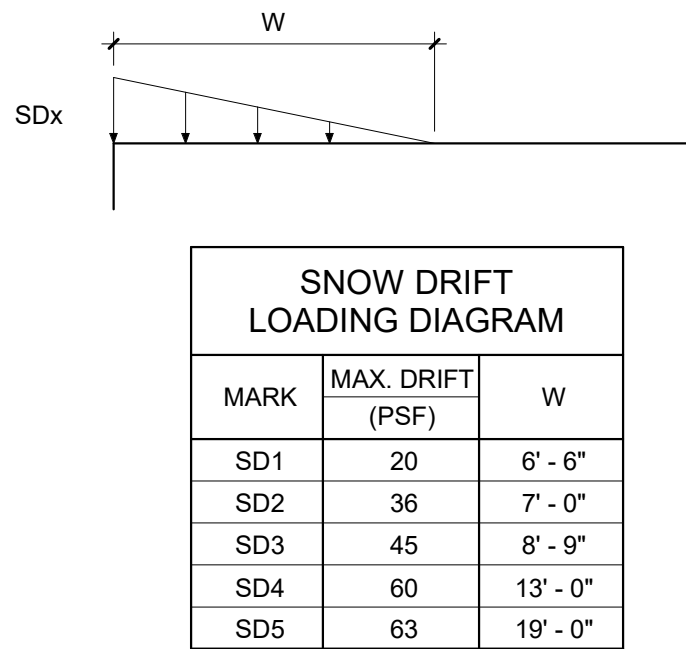 W
SDx
SNOW DRIFT
LOADING DIAGRAM
MARK MAX. DRIFT W
(PSF)
SD1 20 6' - 6"
SD2 36 7' - 0"
SD3 45 8' - 9"
SD4 60 13' - 0"
SD5 63 19' - 0"